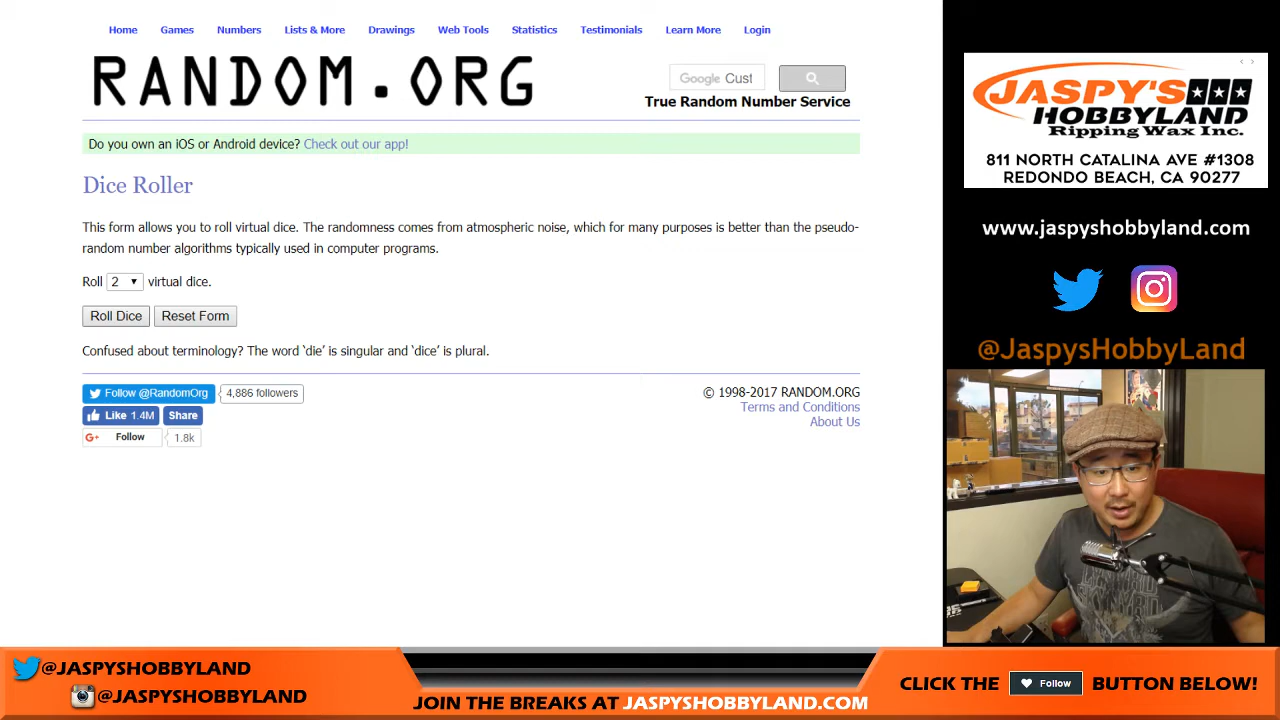 Home Games Numbers Lists & More Drawings Web Tools Statistics Testimonials Learn More Login
RANDOM.ORG
Google Cust
True Random Number Service
Do you own an iOS or Android device? Check out our app!
Dice Roller
This form allows you to roll virtual dice. The randomness comes from atmospheric noise, which for many purposes is better than the pseudo-
random number algorithms typically used in computer programs.
Roll 2 virtual dice.
Roll Dice Reset Form
Confused about terminology? The word ‘die’ is singular and ‘dice’ is plural.
Follow @RandomOrg 4,886 followers
Like 1.4M Share
G+ Follow 1.8k
© 1998-2017 RANDOM.ORG
Terms and Conditions
About Us
JASPY'S
HOBBYLAND
Ripping Wax Inc.
811 NORTH CATALINA AVE #1308
REDONDO BEACH, CA 90277
www.jaspyshobbyland.com
@JaspysHobbyLand
@JASPYSHOBBYLAND
@JASPYSHOBBYLAND
JOIN THE BREAKS AT JASPYSHOBBYLAND.COM
CLICK THE Follow BUTTON BELOW!